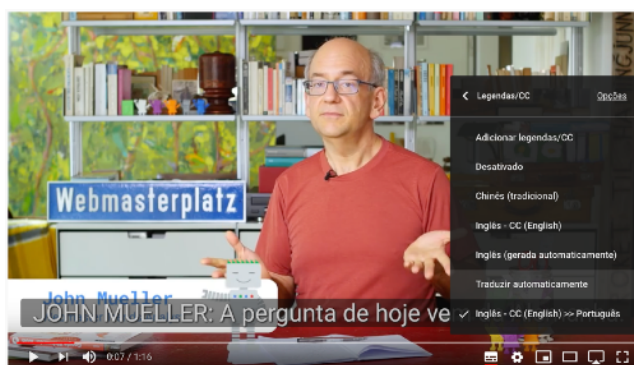 Legendas/CC Opções
Adicionar legendas/CC
Desativado
Chinês (tradicional)
Webmasterplatz
Inglês - CC (English)
Inglês (gerada automaticamente)
Traduzir automaticamente
John Mueller
JOHN MUELLER: A pergunta de hoje ve
Inglês - CC (English) >> Português
0:07 / 1:16